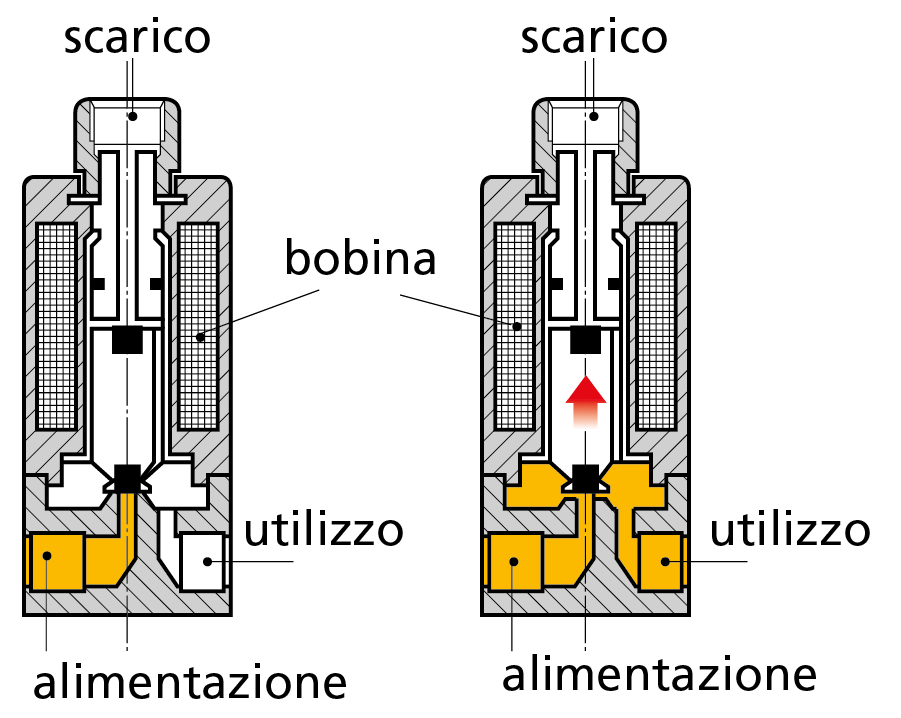 scarico
scarico
bobina
utilizzo
utilizzo
alimentazione
alimentazione